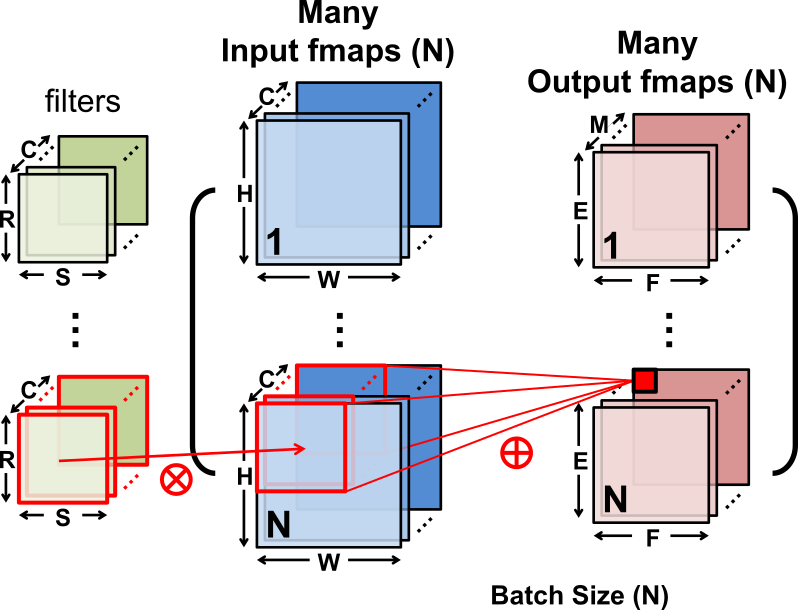 Many
Input fmaps (N)
Many
Output fmaps (N)
filters
C
R
S
C
H
1
W
M
E
1
F
C
R
S
C
H
N
W
E
N
F
Batch Size (N)